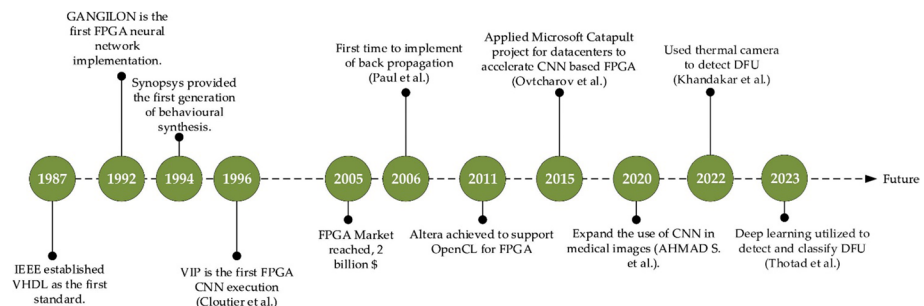 GANGILON is the
first FPGA neural
network
implementation.
Synopsys provided
the first generation
of behavioural
synthesis.
First time to implement
of back propagation
(Paul et al.)
Applied Microsoft Catapult
project for datacenters to
accelerate CNN based FPGA
(Ovtcharov et al.)
Used thermal camera
to detect DFU
(Khandakar et al.)
1987
1992
1994
1996
2005
2006
2011
2015
2020
2022
2023
Future
IEEE established
VHDL as the first
standard.
VIP is the first FPGA
CNN execution
(Cloutier et al.)
FPGA Market
reached, 2
billion $
Altera achieved to support
OpenCL for FPGA
Expand the use of CNN in
medical images (AHMAD S.
et al.).
Deep learning utilized to
detect and classify DFU
(Thotad et al.)